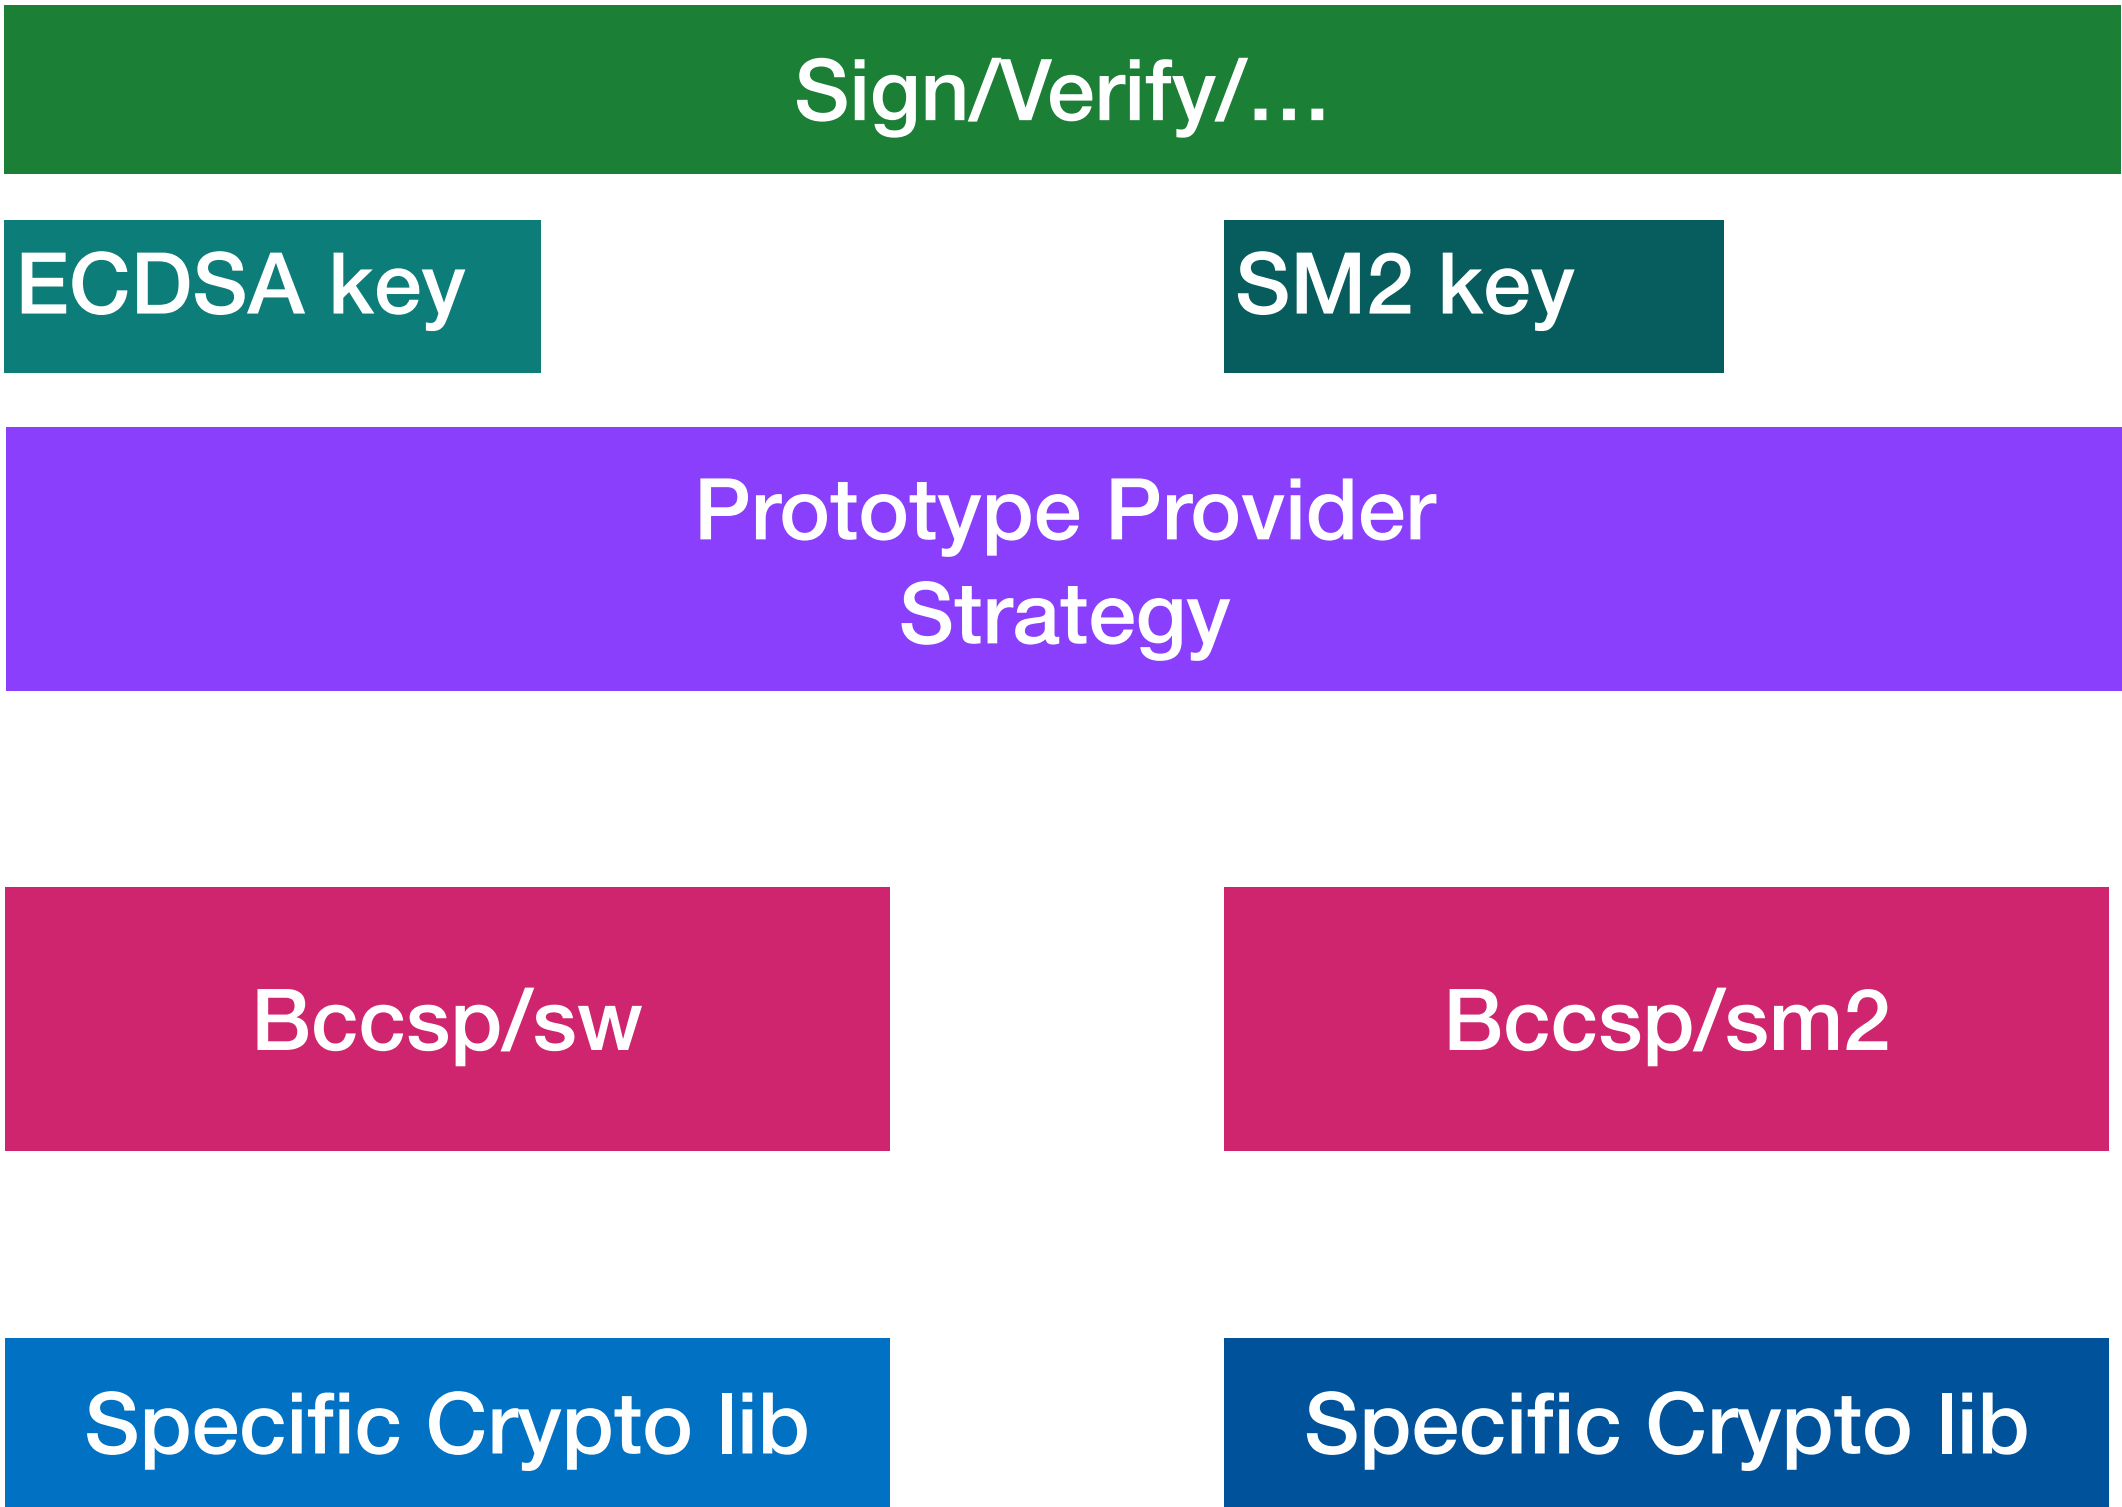 Sign/Verify/...
ECDSA key
SM2 key
Prototype Provider
Strategy
Bccsp/sw
Bccsp/sm2
Specific Crypto lib
Specific Crypto lib